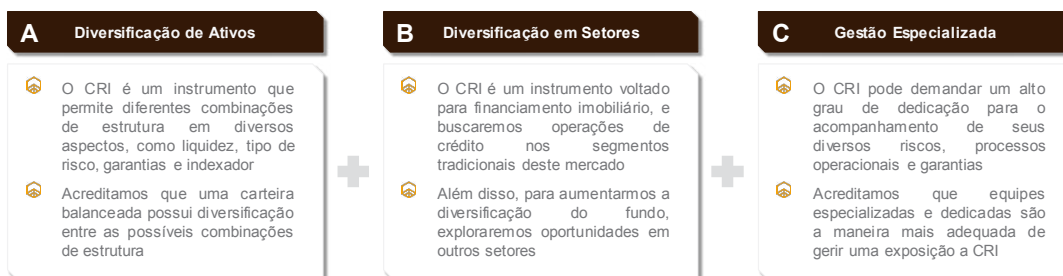 A Diversificação de Ativos
O CRI é um instrumento que
permite diferentes combinações
de estrutura em diversos
aspectos, como liquidez, tipo de
risco, garantias e indexador
Acreditamos que uma carteira
balanceada possui diversificação
entre as possíveis combinações
de estrutura
B Diversificação em Setores
O CRI é um instrumento voltado
para financiamento imobiliário, e
buscaremos operações de
crédito nos segmentos
tradicionais deste mercado
Além disso, para aumentarmos a
diversificação do fundo,
exploraremos oportunidades em
outros setores
C Gestão Especializada
O CRI pode demandar um alto
grau de dedicação para o
acompanhamento de seus
diversos riscos, processos
operacionais e garantias
Acreditamos que equipes
especializadas e dedicadas são
a maneira mais adequada de
gerir uma exposição a CRI